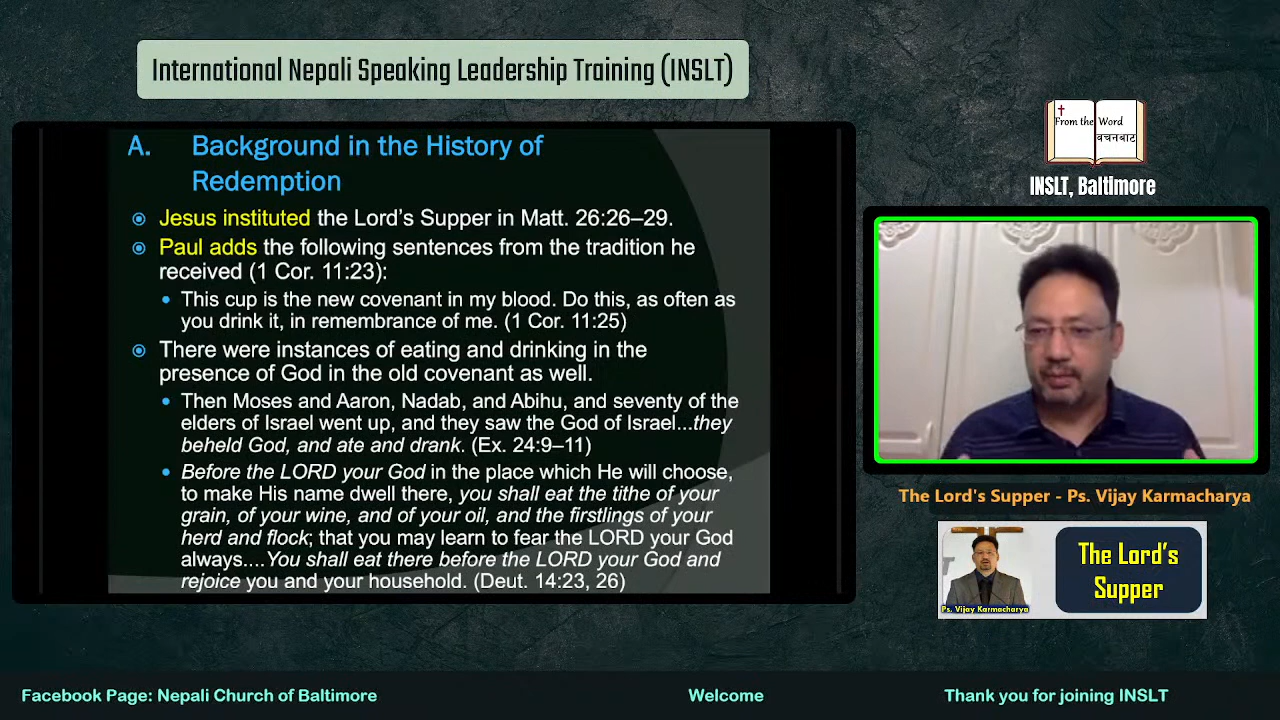 International Nepali Speaking Leadership Training (INSLT)
A. Background in the History of
Redemption
Jesus instituted the Lord's Supper in Matt. 26:26–29.
Paul adds the following sentences from the tradition he
received (1 Cor. 11:23):
This cup is the new covenant in my blood. Do this, as often as
you drink it, in remembrance of me. (1 Cor. 11:25)
There were instances of eating and drinking in the
presence of God in the old covenant as well.
Then Moses and Aaron, Nadab, and Abihu, and seventy of the
elders of Israel went up, and they saw the God of Israel...they
beheld God, and ate and drank. (Ex. 24:9–11)
Before the LORD your God in the place which He will choose,
to make His name dwell there, you shall eat the tithe of your
grain, of your wine, and of your oil, and the firstlings of your
herd and flock; that you may learn to fear the LORD your God
always....You shall eat there before the LORD your God and
rejoice you and your household. (Deut. 14:23, 26)
From the Word
वचनबाट
INSLT, Baltimore
The Lord's Supper - Ps. Vijay Karmacharya
Ps. Vijay Karmacharya
The Lord's
Supper
Facebook Page: Nepali Church of Baltimore
Welcome
Thank you for joining INSLT